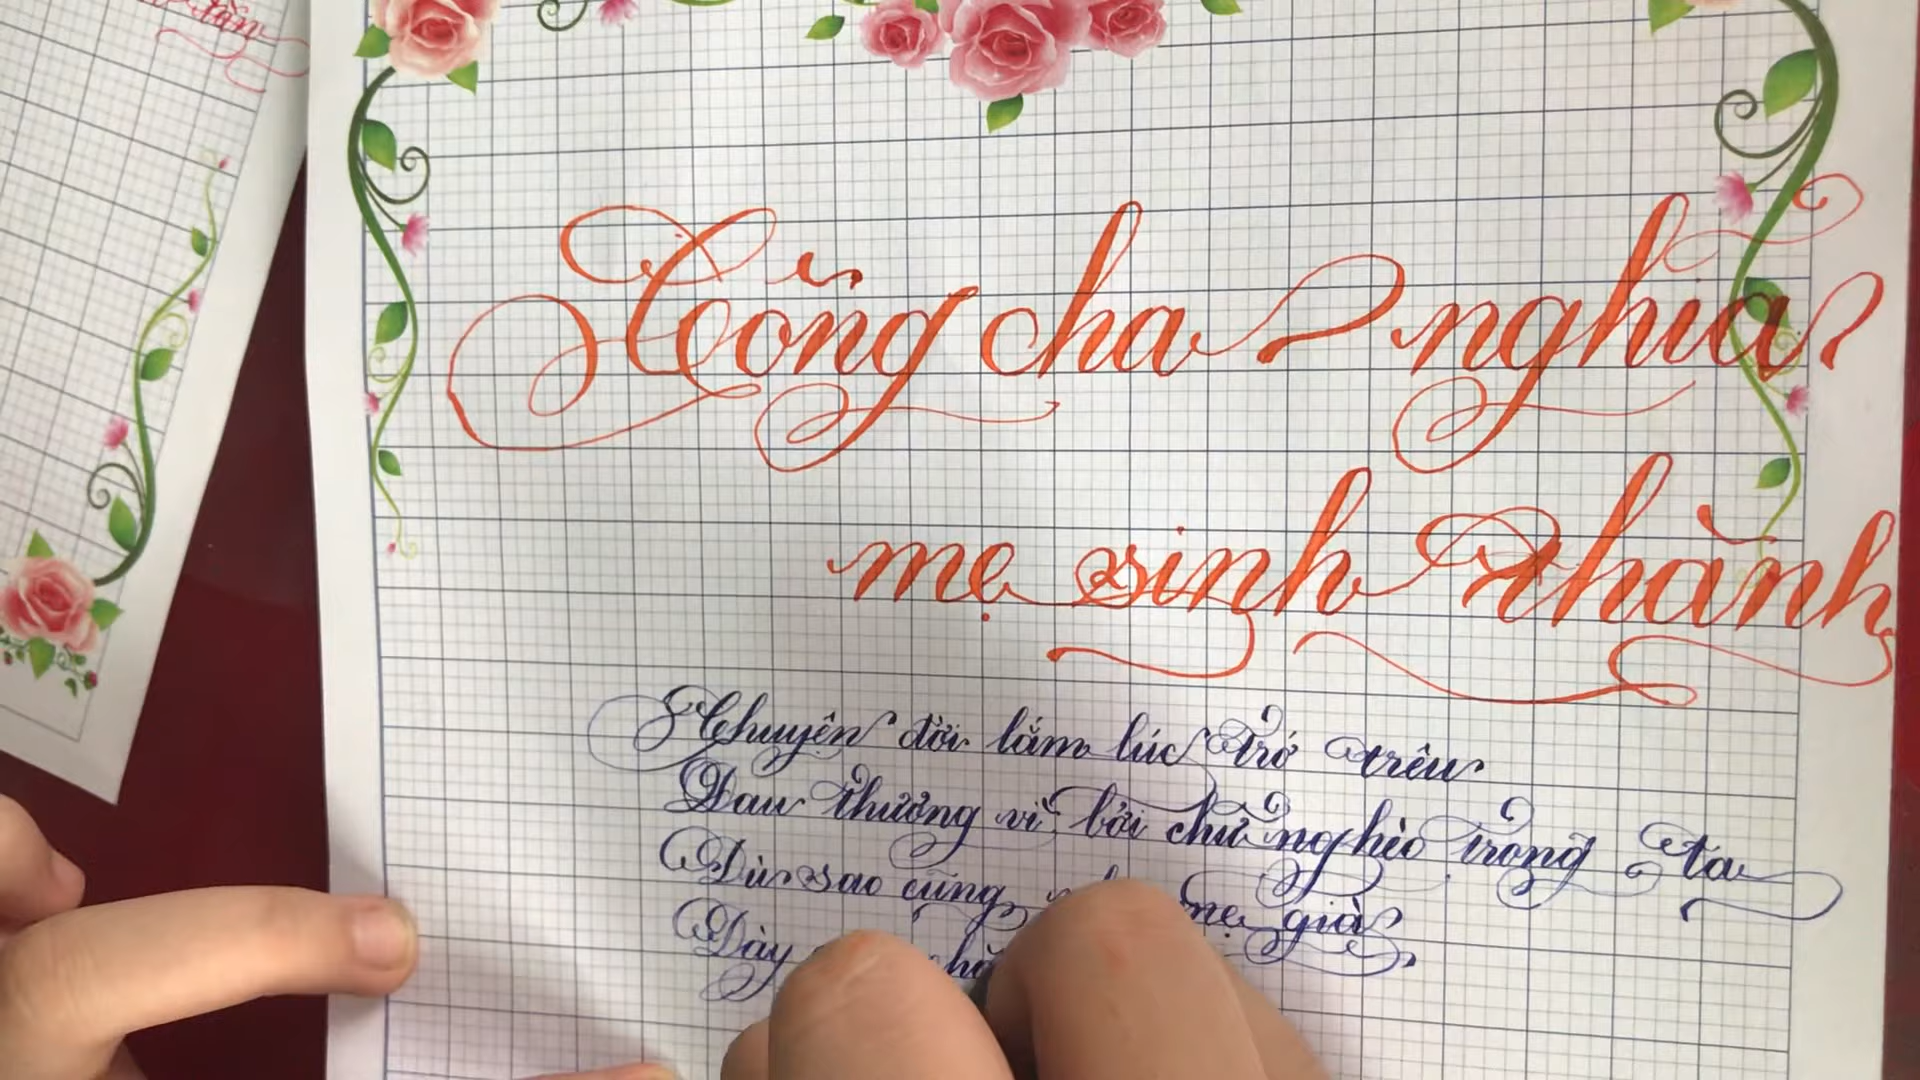 tâm
Công cha nghĩa
mẹ sinh thành
Chuyện đời lắm lúc trớ trêu
Đau thương vì bởi chữ nghèo trong ta
Dù sao cũng mẹ già
Dày